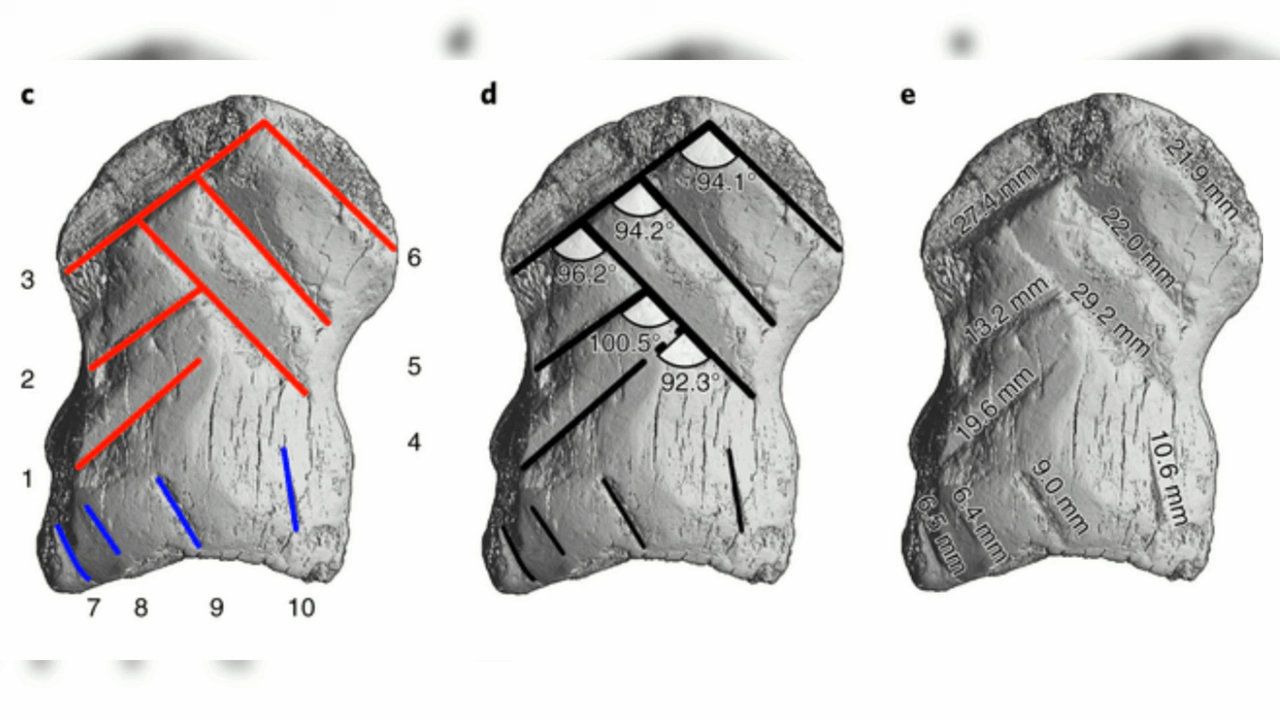 c
3
2
1
6
5
4
7 8 9 10
d
94.1°
94.2°
96.2°
100.5°
92.3°
e
21.9 mm
27.4 mm
22.0 mm
13.2 mm
29.2 mm
19.6 mm
10.6 mm
9.0 mm
6.4 mm
6.5 mm